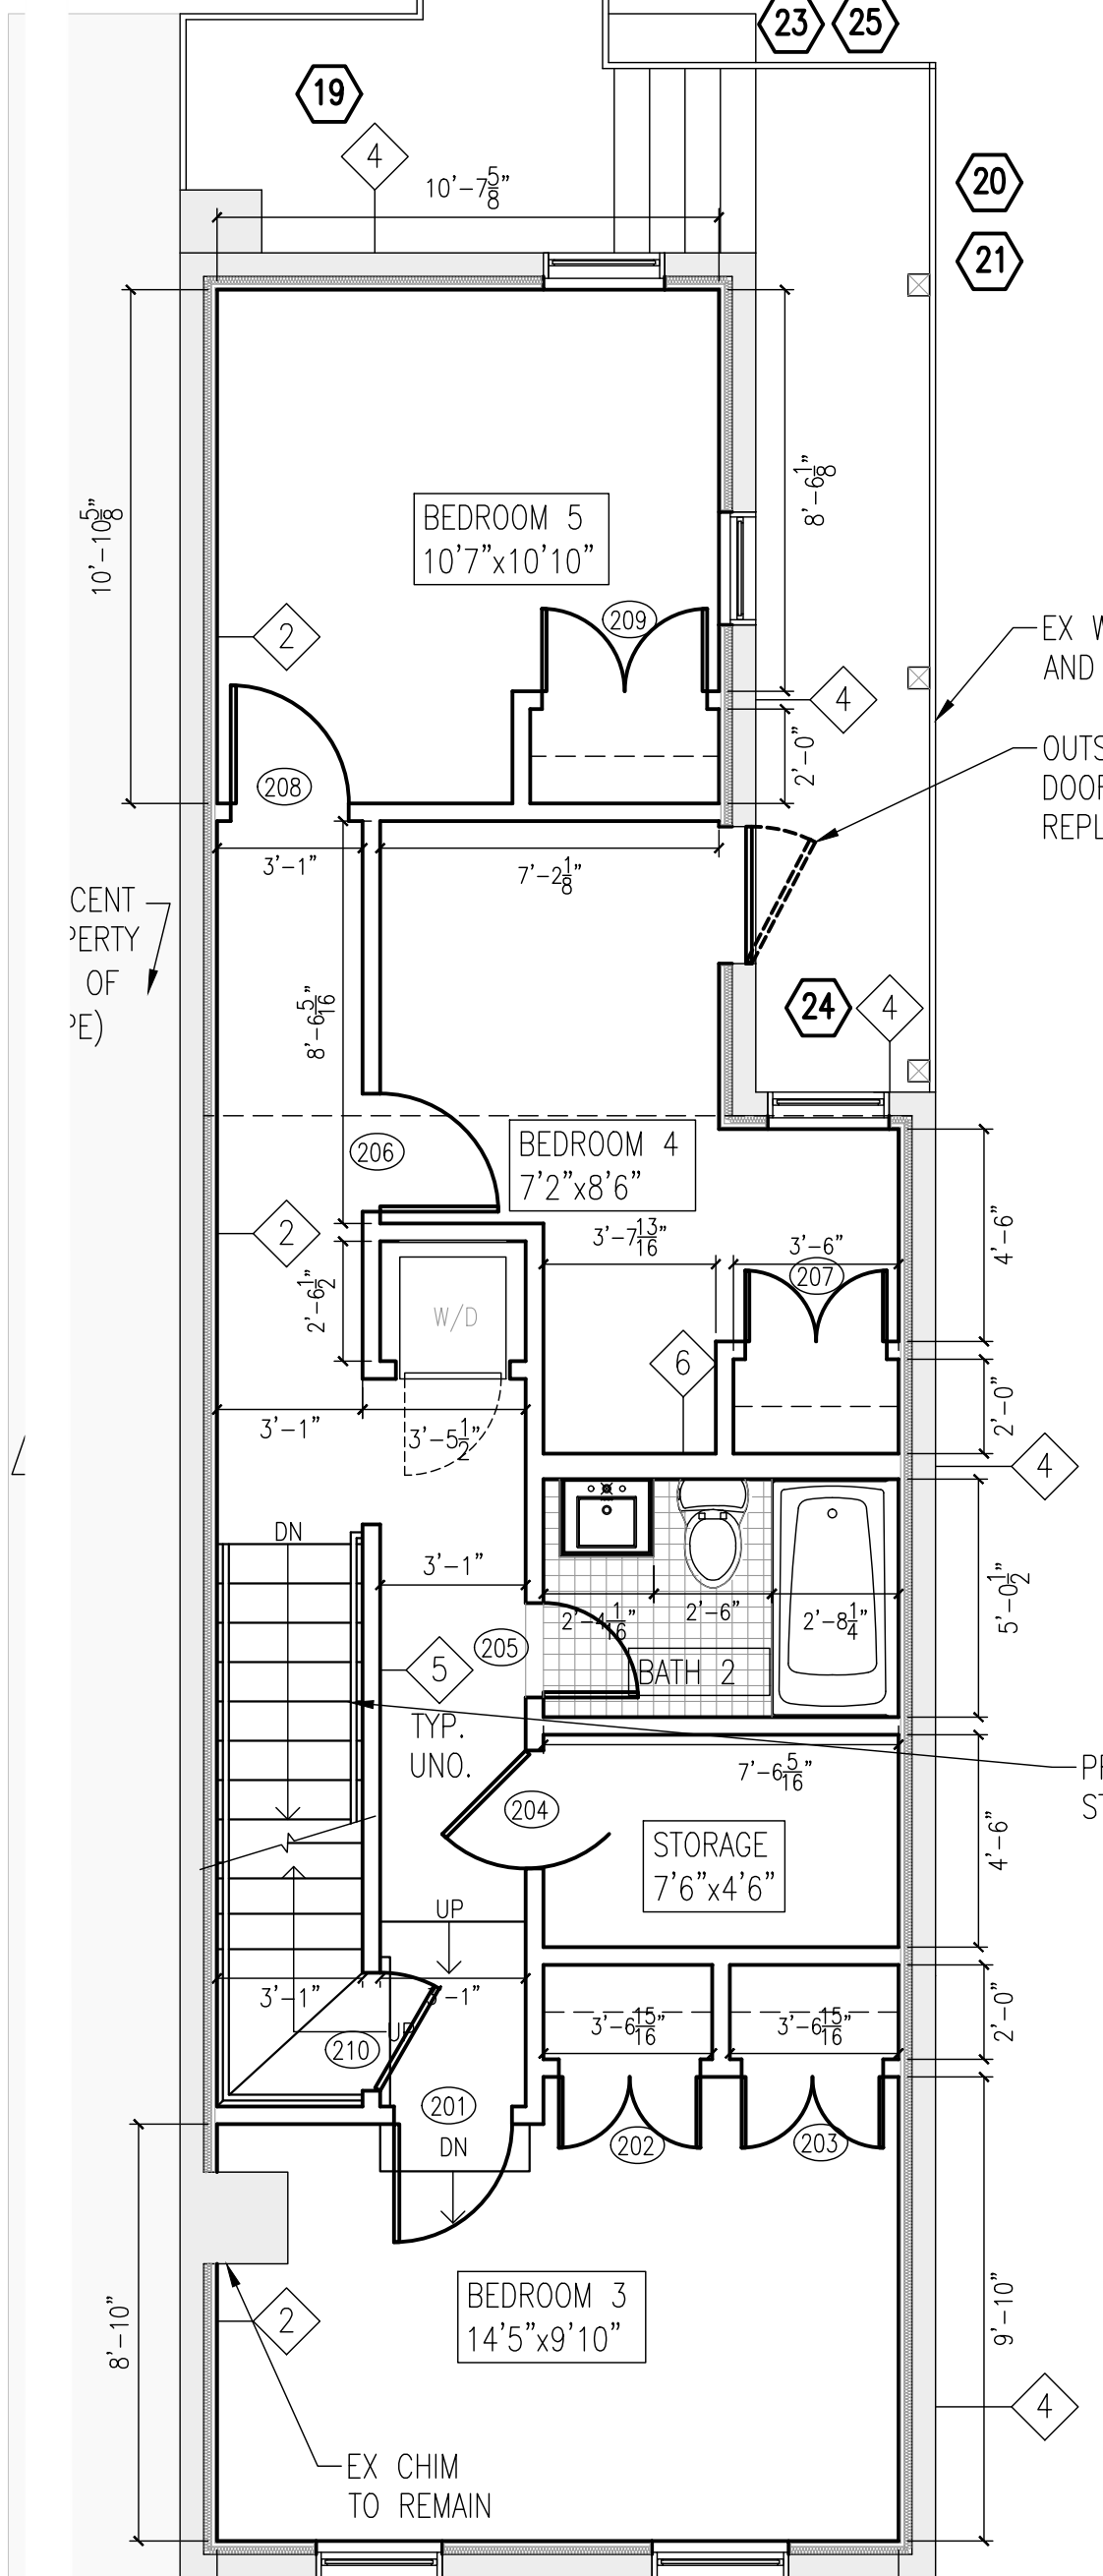 23 25
19
4
10'-7 5/8"
20
21
10'-10 5/8"
8'-6 1/8"
BEDROOM 5
10'7"x10'10"
209
2
EX
AND
4
2'-0"
OUTS
DOOR
REPL
208
3'-1"
7'-2 1/8"
CENT
PERTY
OF
PE)
8'-6 5/16"
24
4
206
BEDROOM 4
7'2"x8'6"
2
3'-7 13/16"
3'-6"
4'-6"
207
2'-6 1/2"
W/D
6
2'-0"
3'-1"
3'-5 1/2"
4
DN
3'-1"
2'-4 1/16"
2'-6"
2'-8 1/4"
5'-0 1/2"
205
5
BATH 2
TYP.
UNO.
7'-6 5/16"
204
STORAGE
7'6"x4'6"
4'-6"
UP
3'-1"
3'-1"
3'-6 15/16"
3'-6 15/16"
2'-0"
UP
210
201
DN
202
203
BEDROOM 3
14'5"x9'10"
2
8'-10"
9'-10"
4
EX CHIM
TO REMAIN